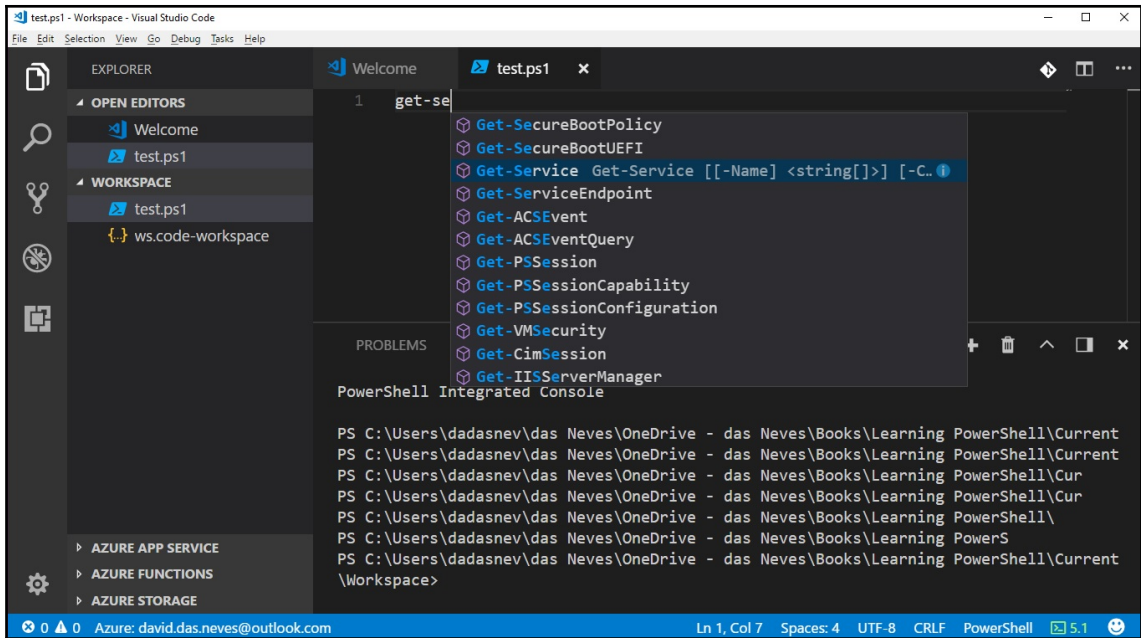 test.ps1 - Workspace - Visual Studio Code
File Edit Selection View Go Debug Tasks Help
EXPLORER
OPEN EDITORS
Welcome
test.ps1
WORKSPACE
test.ps1
{..} ws.code-workspace
AZURE APP SERVICE
AZURE FUNCTIONS
AZURE STORAGE
Welcome test.ps1
1 get-se
Get-SecureBootPolicy
Get-SecureBootUEFI
Get-Service Get-Service [[-Name] <string[]>] [-C..
Get-ServiceEndpoint
Get-ACSEvent
Get-ACSEventQuery
Get-PSSession
Get-PSSessionCapability
Get-PSSessionConfiguration
Get-VMSecurity
Get-CimSession
Get-IISServerManager
PROBLEMS
PowerShell Integrated Console
PS C:\Users\dadasnev\das Neves\OneDrive - das Neves\Books\Learning PowerShell\Current
PS C:\Users\dadasnev\das Neves\OneDrive - das Neves\Books\Learning PowerShell\Current
PS C:\Users\dadasnev\das Neves\OneDrive - das Neves\Books\Learning PowerShell\Cur
PS C:\Users\dadasnev\das Neves\OneDrive - das Neves\Books\Learning PowerShell\Cur
PS C:\Users\dadasnev\das Neves\OneDrive - das Neves\Books\Learning PowerShell\
PS C:\Users\dadasnev\das Neves\OneDrive - das Neves\Books\Learning PowerS
PS C:\Users\dadasnev\das Neves\OneDrive - das Neves\Books\Learning PowerShell\Current
\Workspace>
0 0 Azure: david.das.neves@outlook.com Ln 1, Col 7 Spaces: 4 UTF-8 CRLF PowerShell 5.1